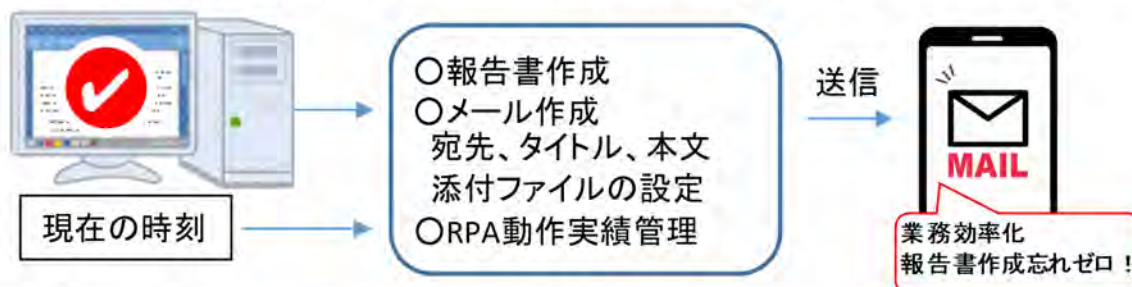 現在の時刻
○報告書作成
○メール作成
宛先、タイトル、本文
添付ファイルの設定
○RPA動作実績管理
送信
MAIL
業務効率化
報告書作成忘れゼロ！